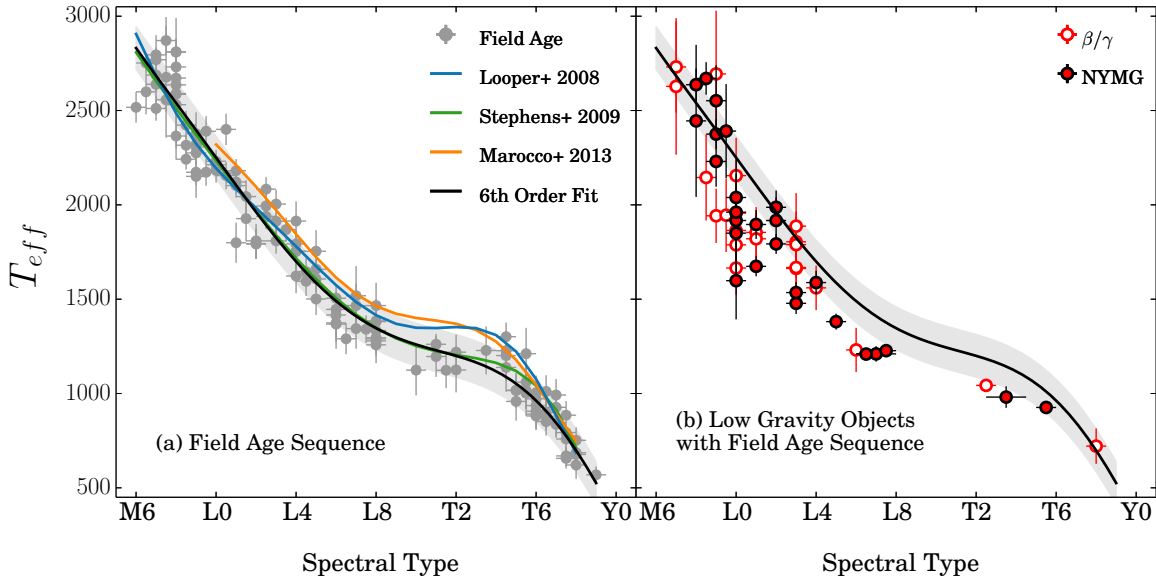 3000
2500
2000
1500
1000
500
T_eff
Field Age
Looper+ 2008
Stephens+ 2009
Marocco+ 2013
6th Order Fit
(a) Field Age Sequence
M6 L0 L4 L8 T2 T6 Y0
Spectral Type
β/γ
NYMG
(b) Low Gravity Objects
with Field Age Sequence
M6 L0 L4 L8 T2 T6 Y0
Spectral Type